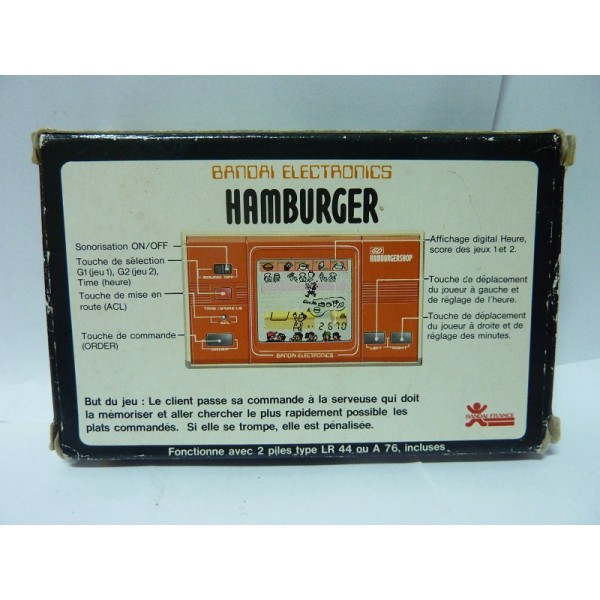 BANDAI ELECTRONICS
HAMBURGER
Sonorisation ON/OFF
Touche de sélection
G1 (jeu 1), G2 (jeu 2),
Time (heure)
Touche de mise en
route (ACL)
Touche de commande
(ORDER)
HAMBURGERSHOP
SOUND OFF
ACL
ORDER
2670
LEFT
RIGHT
BANDAI ELECTRONICS
Affichage digital Heure,
score des jeux 1 et 2.
Touche de déplacement
du joueur à gauche et
de réglage de l'heure.
Touche de déplacement
du joueur à droite et de
réglage des minutes.
But du jeu : Le client passe sa commande à la serveuse qui doit
la mémoriser et aller chercher le plus rapidement possible les
plats commandés. Si elle se trompe, elle est pénalisée.
BANDAI FRANCE
Fonctionne avec 2 piles type LR 44 ou A 76, incluses